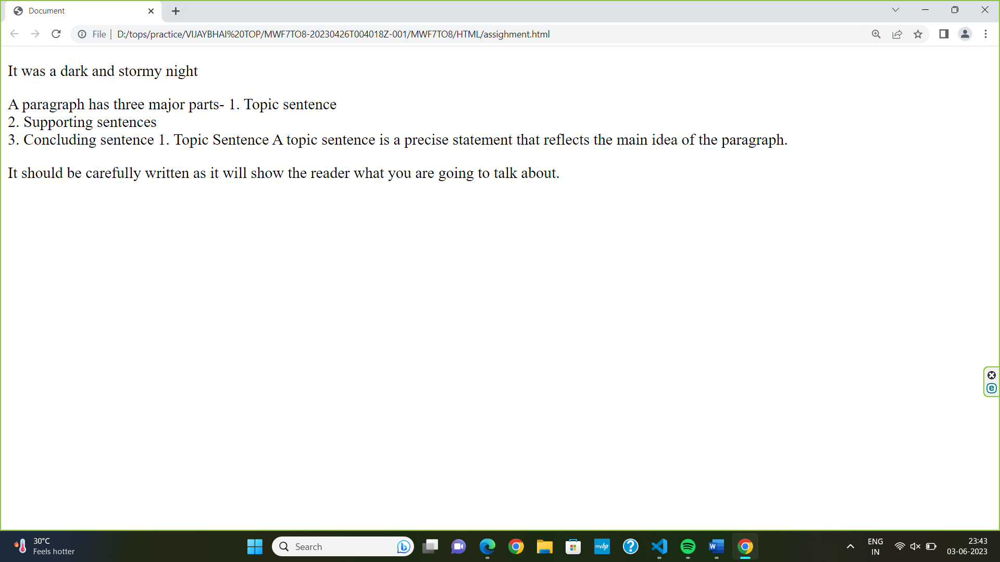 Document
File
D:/tops/practice/VIJAYBHAI%20TOP/MWF7TO8-20230426T004018Z-001/MWF7TO8/HTML/assighment.html
It was a dark and stormy night
A paragraph has three major parts- 1. Topic sentence
2. Supporting sentences
3. Concluding sentence 1. Topic Sentence A topic sentence is a precise statement that reflects the main idea of the paragraph.
It should be carefully written as it will show the reader what you are going to talk about.
30°C
Feels hotter
Search
myhp
W
ENG
IN
23:43
03-06-2023